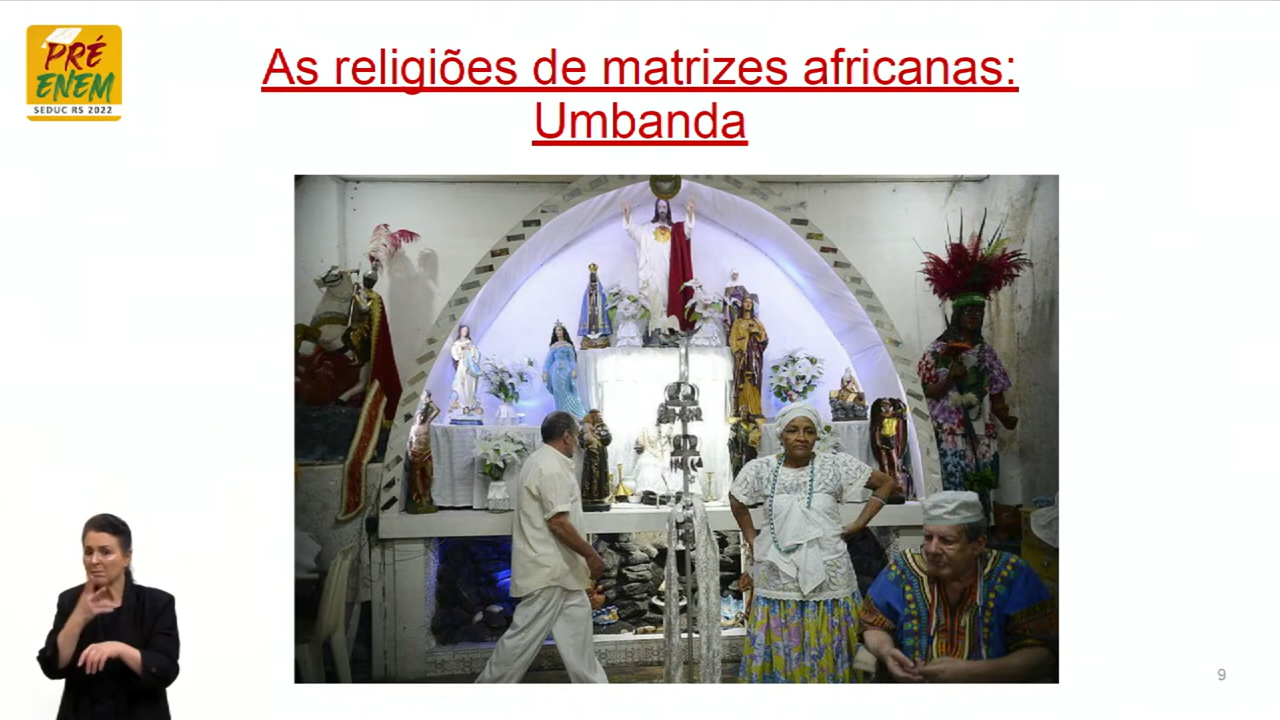 PRÉ
ENEM
SEDUC RS 2022
As religiões de matrizes africanas:
Umbanda
9